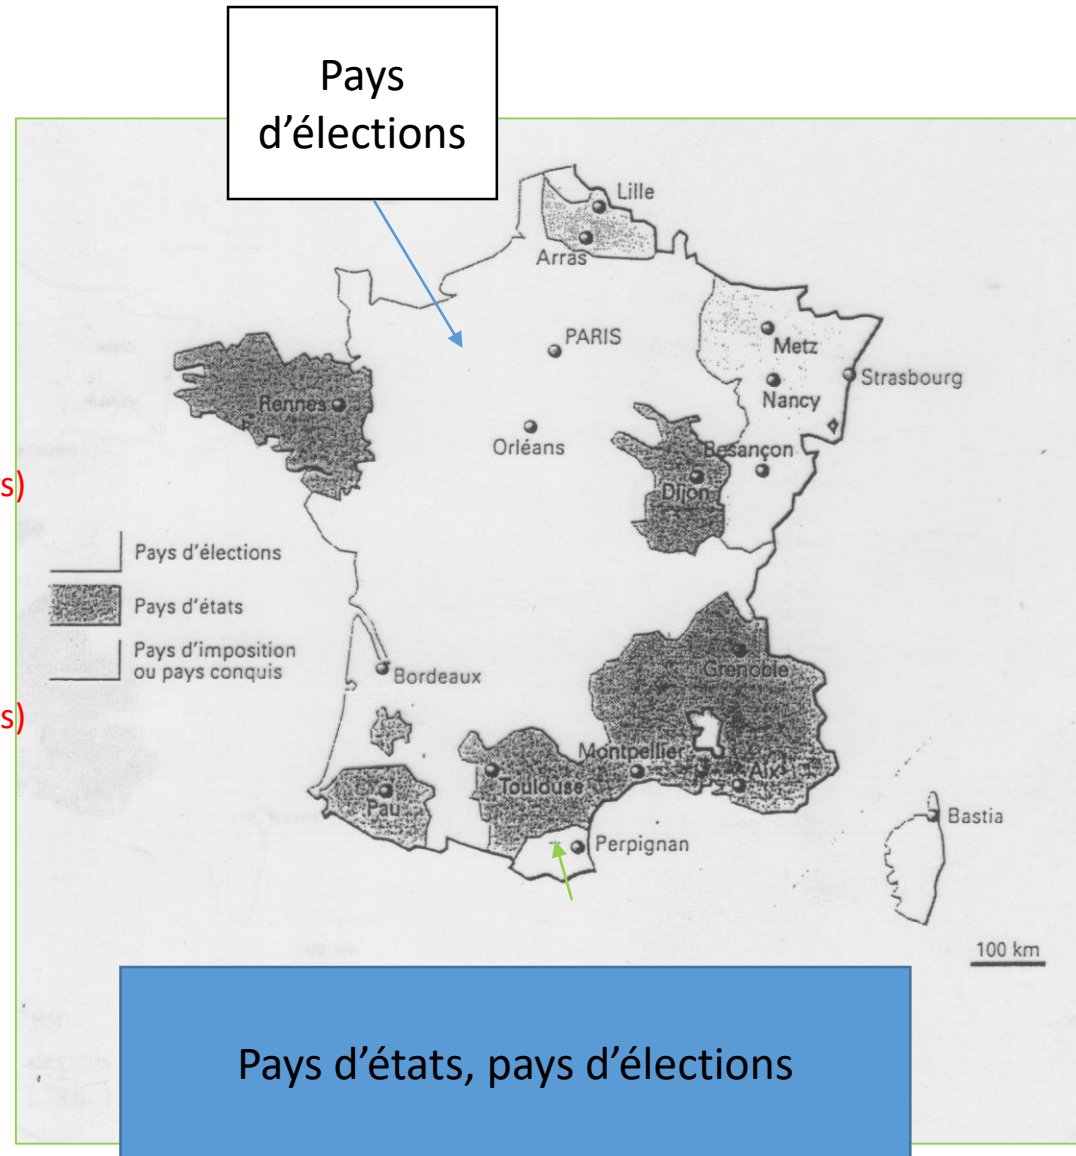 Pays
d’élections
Lille
Arras
PARIS
Metz
Strasbourg
Nancy
Rennes
Orléans
Besançon
Dijon
s)
Pays d'élections
Pays d'états
Pays d'imposition
ou pays conquis
Grenoble
Bordeaux
s)
Montpellier
Aix
Toulouse
Pau
Bastia
Perpignan
100 km
Pays d’états, pays d’élections